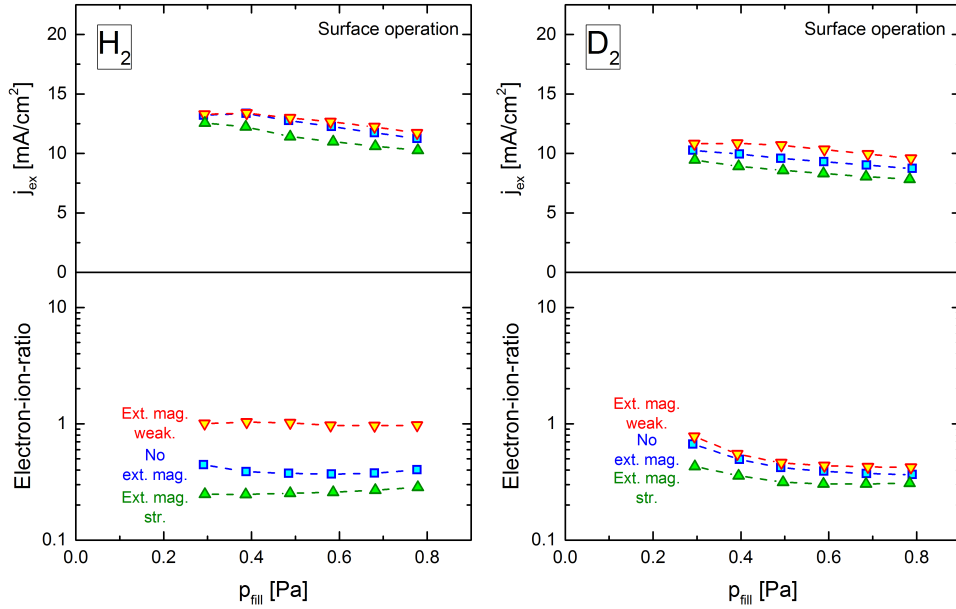 H2
Surface operation
20
15
10
5
0
jex [mA/cm²]
10
1
0.1
Electron-ion-ratio
Ext. mag.
weak.
No
ext. mag.
Ext. mag.
str.
0.0
0.2
0.4
0.6
0.8
pfill [Pa]
D2
Surface operation
20
15
10
5
0
jex [mA/cm²]
10
1
0.1
Electron-ion-ratio
Ext. mag.
weak.
No
ext. mag.
Ext. mag.
str.
0.0
0.2
0.4
0.6
0.8
pfill [Pa]